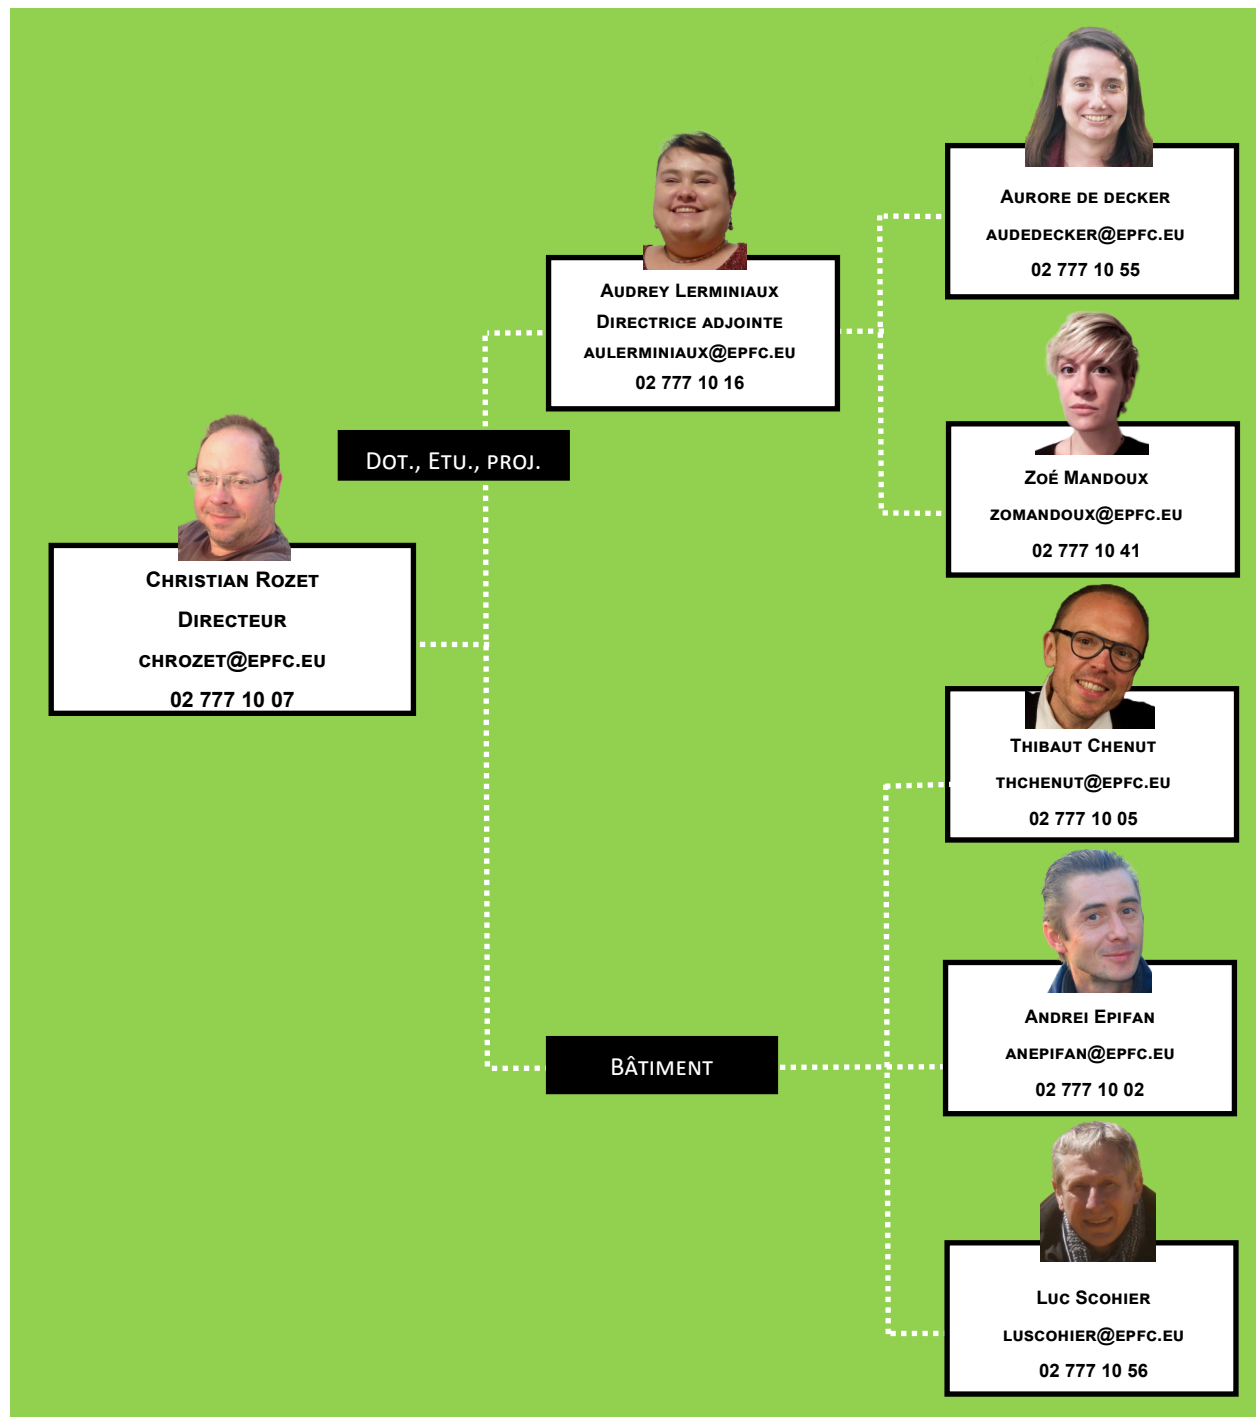 Aurore de decker
audedecker@epfc.eu
02 777 10 55
Audrey Lerminiaux
Directrice adjointe
aulerminiaux@epfc.eu
02 777 10 16
Zoé Mandoux
zomandoux@epfc.eu
02 777 10 41
Dot., Etu., proj.
Christian Rozet
Directeur
chrozet@epfc.eu
02 777 10 07
Thibaut Chenut
thchenut@epfc.eu
02 777 10 05
Bâtiment
Andrei Epifan
anepifan@epfc.eu
02 777 10 02
Luc Scohier
luscohier@epfc.eu
02 777 10 56